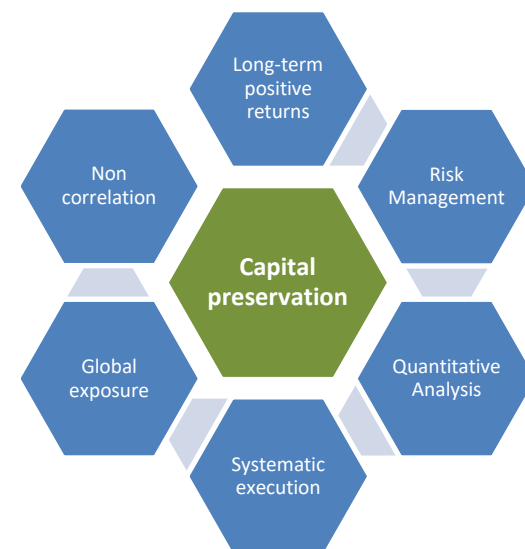 Long-term
positive
returns
Risk
Management
Quantitative
Analysis
Systematic
execution
Global
exposure
Non
correlation
Capital
preservation